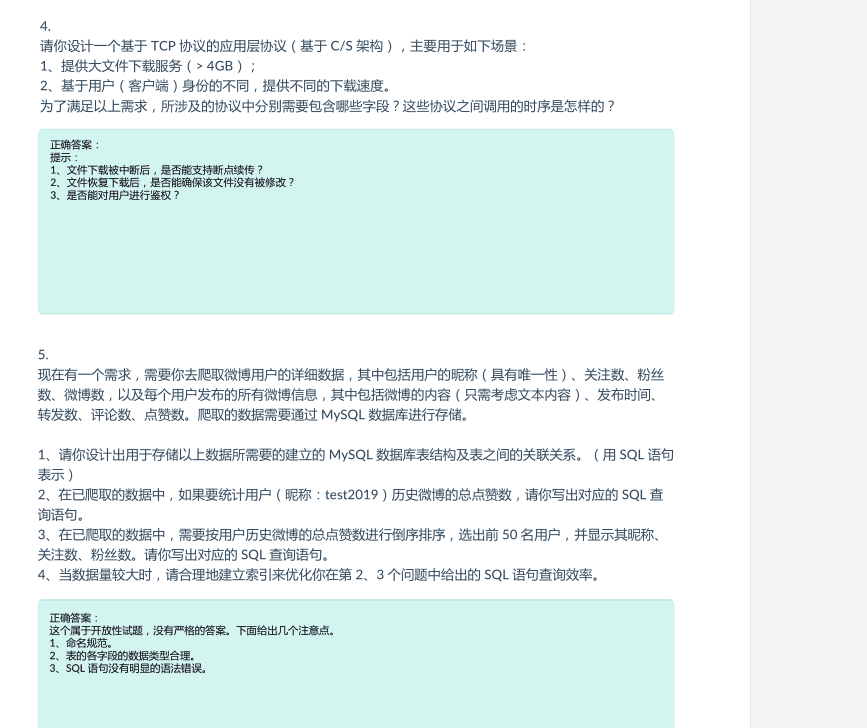 4.
请你设计一个基于 TCP 协议的应用层协议（基于 C/S 架构），主要用于如下场景：
1、提供大文件下载服务（> 4GB）；
2、基于用户（客户端）身份的不同，提供不同的下载速度。
为了满足以上需求，所涉及的协议中分别需要包含哪些字段？这些协议之间调用的时序是怎样的？
正确答案：
提示：
1、文件下载被中断后，是否能支持断点续传？
2、文件恢复下载后，是否能确保该文件没有被修改？
3、是否能对用户进行鉴权？
5.
现在有一个需求，需要你去爬取微博用户的详细数据，其中包括用户的昵称（具有唯一性）、关注数、粉丝
数、微博数，以及每个用户发布的所有微博信息，其中包括微博的内容（只需考虑文本内容）、发布时间、
转发数、评论数、点赞数。爬取的数据需要通过 MySQL 数据库进行存储。
1、请你设计出用于存储以上数据所需要的建立的 MySQL 数据库表结构及表之间的关联关系。（用 SQL 语句
表示）
2、在已爬取的数据中，如果要统计用户（昵称：test2019）历史微博的总点赞数，请你写出对应的 SQL 查
询语句。
3、在已爬取的数据中，需要按用户历史微博的总点赞数进行倒序排序，选出前 50 名用户，并显示其昵称、
关注数、粉丝数。请你写出对应的 SQL 查询语句。
4、当数据量较大时，请合理地建立索引来优化你在第 2、3 个问题中给出的 SQL 语句查询效率。
正确答案：
这个属于开放性试题，没有严格的答案。下面给出几个注意点。
1、命名规范。
2、表的各字段的数据类型合理。
3、SQL 语句没有明显的语法错误。